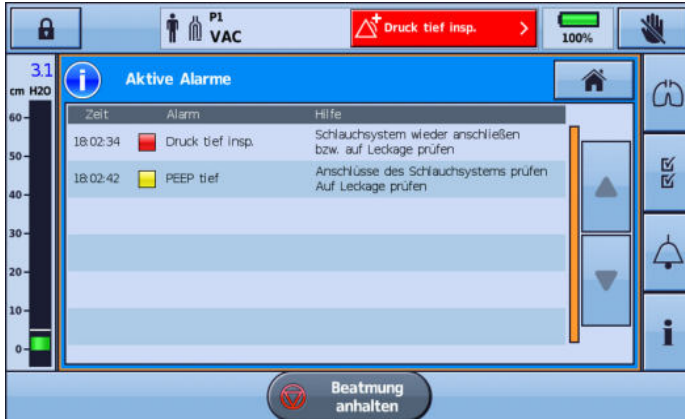 P1
VAC
Druck tief insp.
100%
3.1
cm H2O
Aktive Alarme
Zeit Alarm Hilfe
18:02:34 Druck tief insp. Schlauchsystem wieder anschließen
bzw. auf Leckage prüfen
18:02:42 PEEP tief Anschlüsse des Schlauchsystems prüfen
Auf Leckage prüfen
60
50
40
30
20
10
0
Beatmung
anhalten